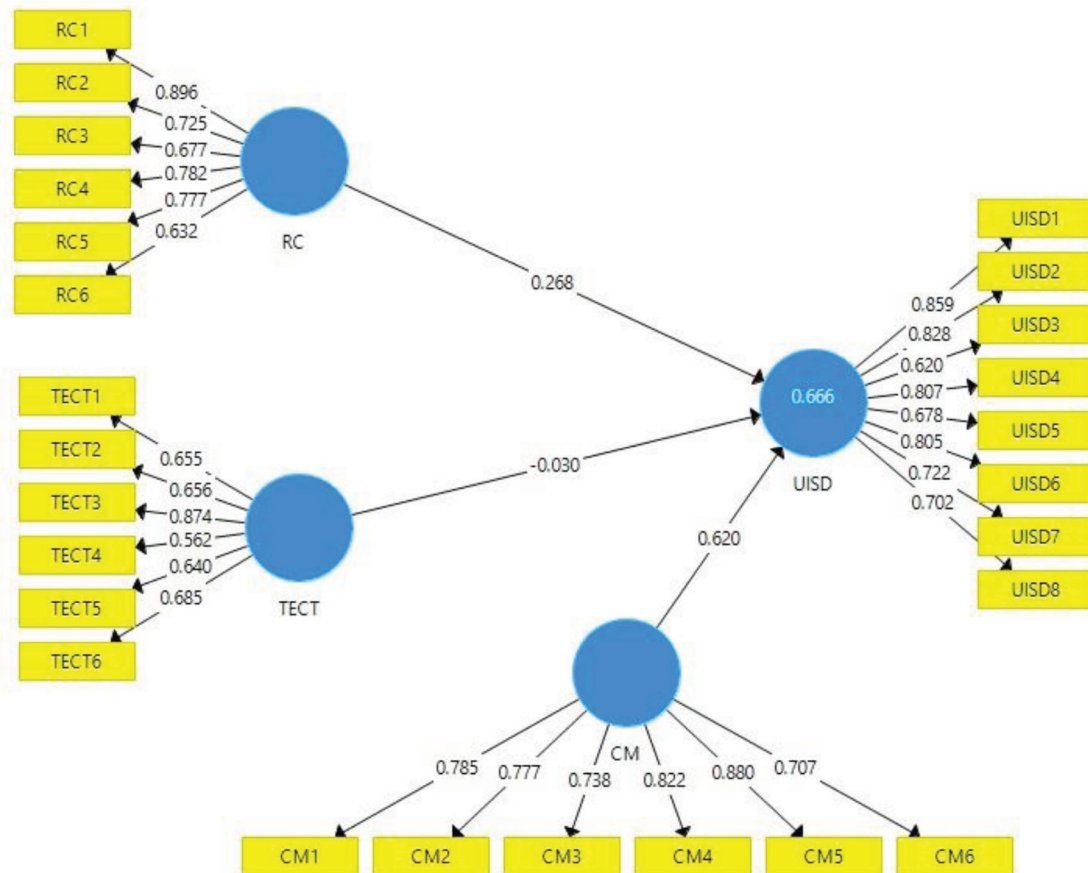 RC1
RC2
RC3
RC4
RC5
RC6
0.896
0.725
0.677
0.782
0.777
0.632
RC
0.268
TECT1
TECT2
TECT3
TECT4
TECT5
TECT6
0.655
0.656
0.874
0.562
0.640
0.685
TECT
-0.030
0.666
UISD
UISD1
UISD2
UISD3
UISD4
UISD5
UISD6
UISD7
UISD8
0.859
0.828
0.620
0.807
0.678
0.805
0.722
0.702
0.620
CM
0.785
0.777
0.738
0.822
0.880
0.707
CM1
CM2
CM3
CM4
CM5
CM6